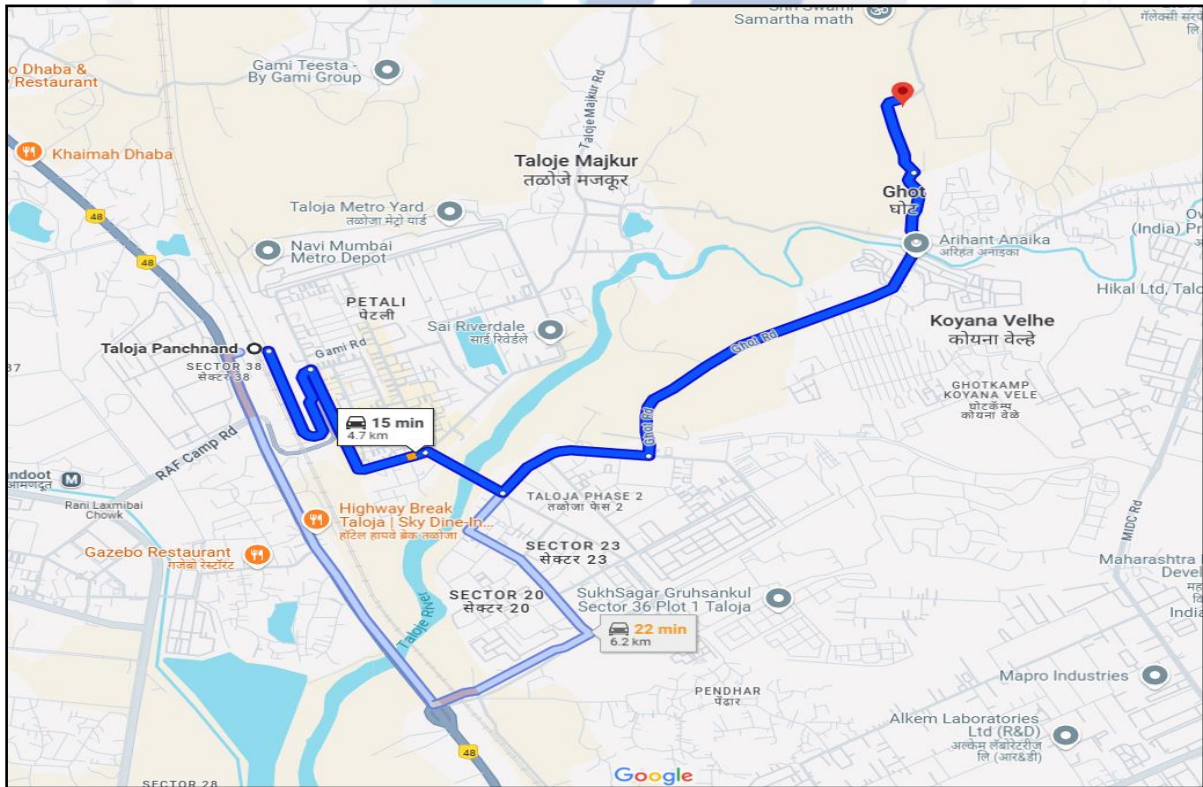 Shri Swami
Samartha math
गॅलेक्सी सरफ
लि
Gami Teesta -
By Gami Group
o Dhaba &
Restaurant
Khaimah Dhaba
Taloje Majkur Rd
Taloje Majkur
तळोजे मजकूर
Ghot
घोट
48
Taloja Metro Yard
तळोजा मेट्रो यार्ड
Arihant Anaika
अरिहंत अनाइका
(India) Pr
Navi Mumbai
Metro Depot
48
Hikal Ltd, Talo
PETALI
पेटली
Sai Riverdale
साई रिवेर्डले
Koyana Velhe
कोयना वेल्हे
Gami Rd
Ghot Rd
Taloja Panchnand
SECTOR 38
सेक्टर 38
37
GHOTKAMP
KOYANA VELE
घोटकॅम्प
कोयना वेळे
15 min
4.7 km
Ghot Rd
RAF Camp Rd
ndoot
आमजदूत
M
Rani Laxmibai
Chowk
TALOJA PHASE 2
तळोजा फेस 2
Highway Break
Taloja | Sky Dine-In...
हॉटेल हायवे ब्रेक तळोजा
MIDC Rd
Gazebo Restaurant
गजेबो रेस्टॉरंट
SECTOR 23
सेक्टर 23
Maharashtra
Devel
India
SECTOR 20
सेक्टर 20
SukhSagar Gruhsankul
Sector 36 Plot 1 Taloja
Taloje River
22 min
6.2 km
Mapro Industries
PENDHAR
पेंढार
Alkem Laboratories
Ltd (R&D)
अल्केम लॅबोरेटरीज
लि (आर&डी)
48
Google
SECTOR 28